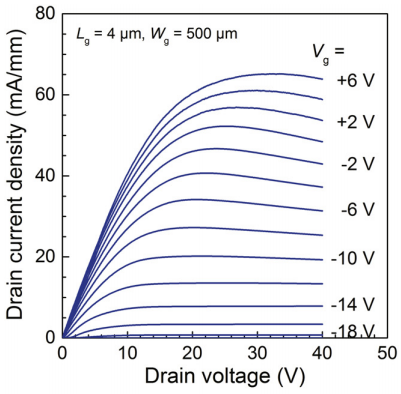 80
60
40
20
0
Drain current density (mA/mm)
Lg = 4 μm, Wg = 500 μm
Vg =
+6 V
+2 V
-2 V
-6 V
-10 V
-14 V
-18 V
0 10 20 30 40 50
Drain voltage (V)